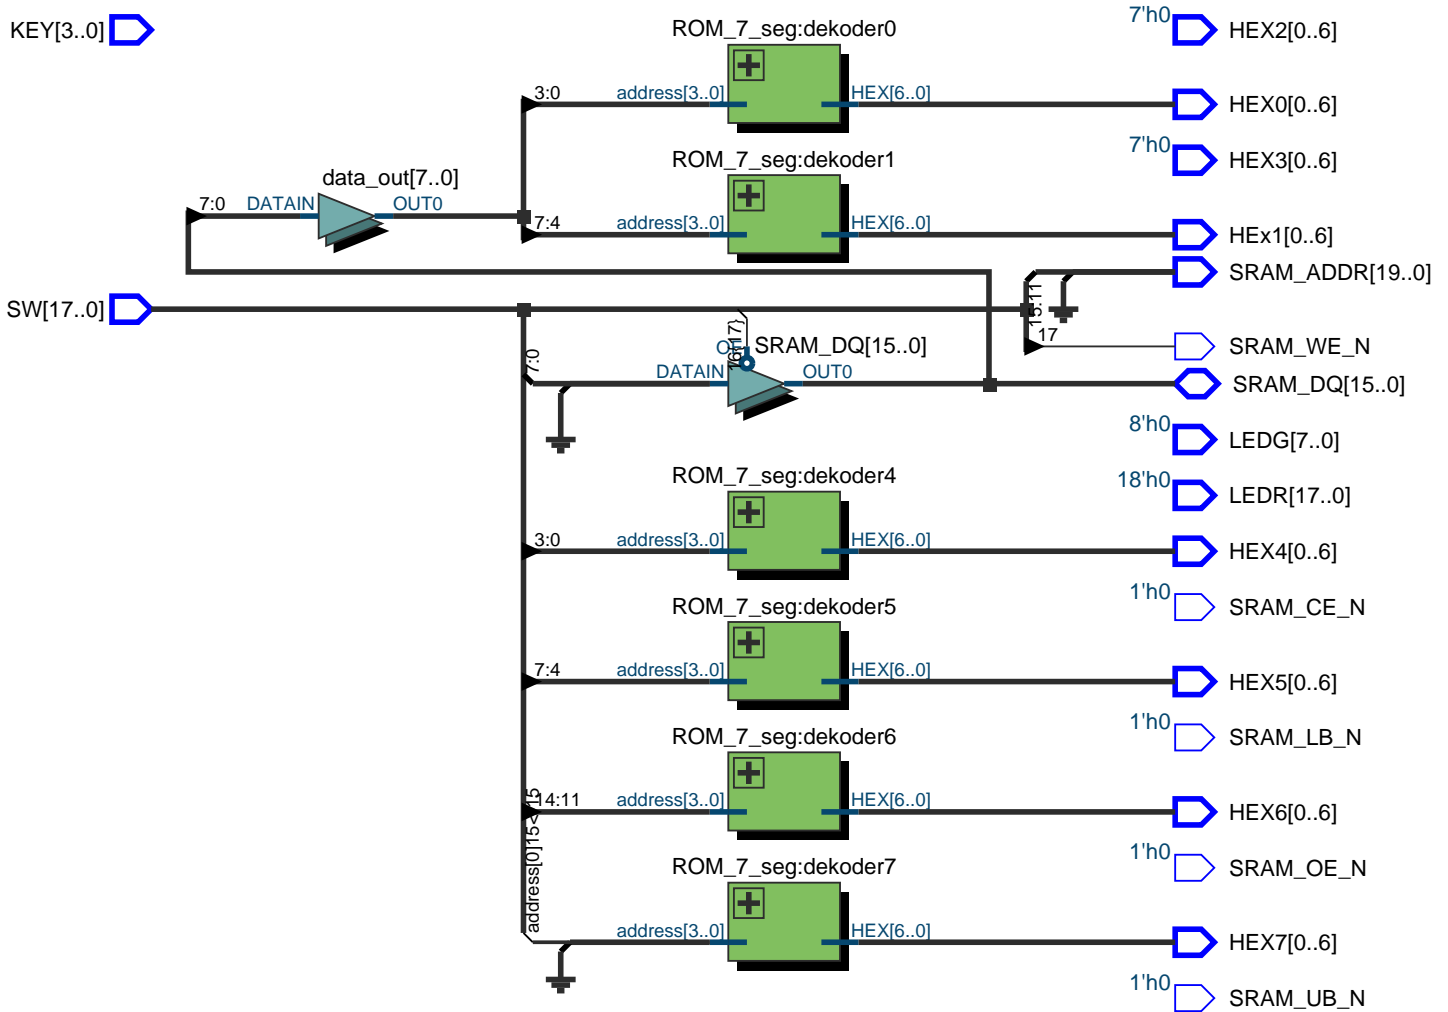 KEY[3..0]
ROM_7_seg:dekoder0
7'h0
HEX2[0..6]
3:0
address[3..0]
HEX[6..0]
HEX0[0..6]
ROM_7_seg:dekoder1
7'h0
HEX3[0..6]
data_out[7..0]
7:0
DATAIN
OUT0
7:4
address[3..0]
HEX[6..0]
HEx1[0..6]
SRAM_ADDR[19..0]
SW[17..0]
15:11
17
SRAM_WE_N
7:0
SRAM_DQ[15..0]
DATAIN
OUT0
SRAM_DQ[15..0]
8'h0
LEDG[7..0]
ROM_7_seg:dekoder4
18'h0
LEDR[17..0]
3:0
address[3..0]
HEX[6..0]
HEX4[0..6]
ROM_7_seg:dekoder5
1'h0
SRAM_CE_N
7:4
address[3..0]
HEX[6..0]
HEX5[0..6]
ROM_7_seg:dekoder6
1'h0
SRAM_LB_N
14:11
address[3..0]
HEX[6..0]
HEX6[0..6]
ROM_7_seg:dekoder7
1'h0
SRAM_OE_N
address[3..0]
HEX[6..0]
HEX7[0..6]
1'h0
SRAM_UB_N